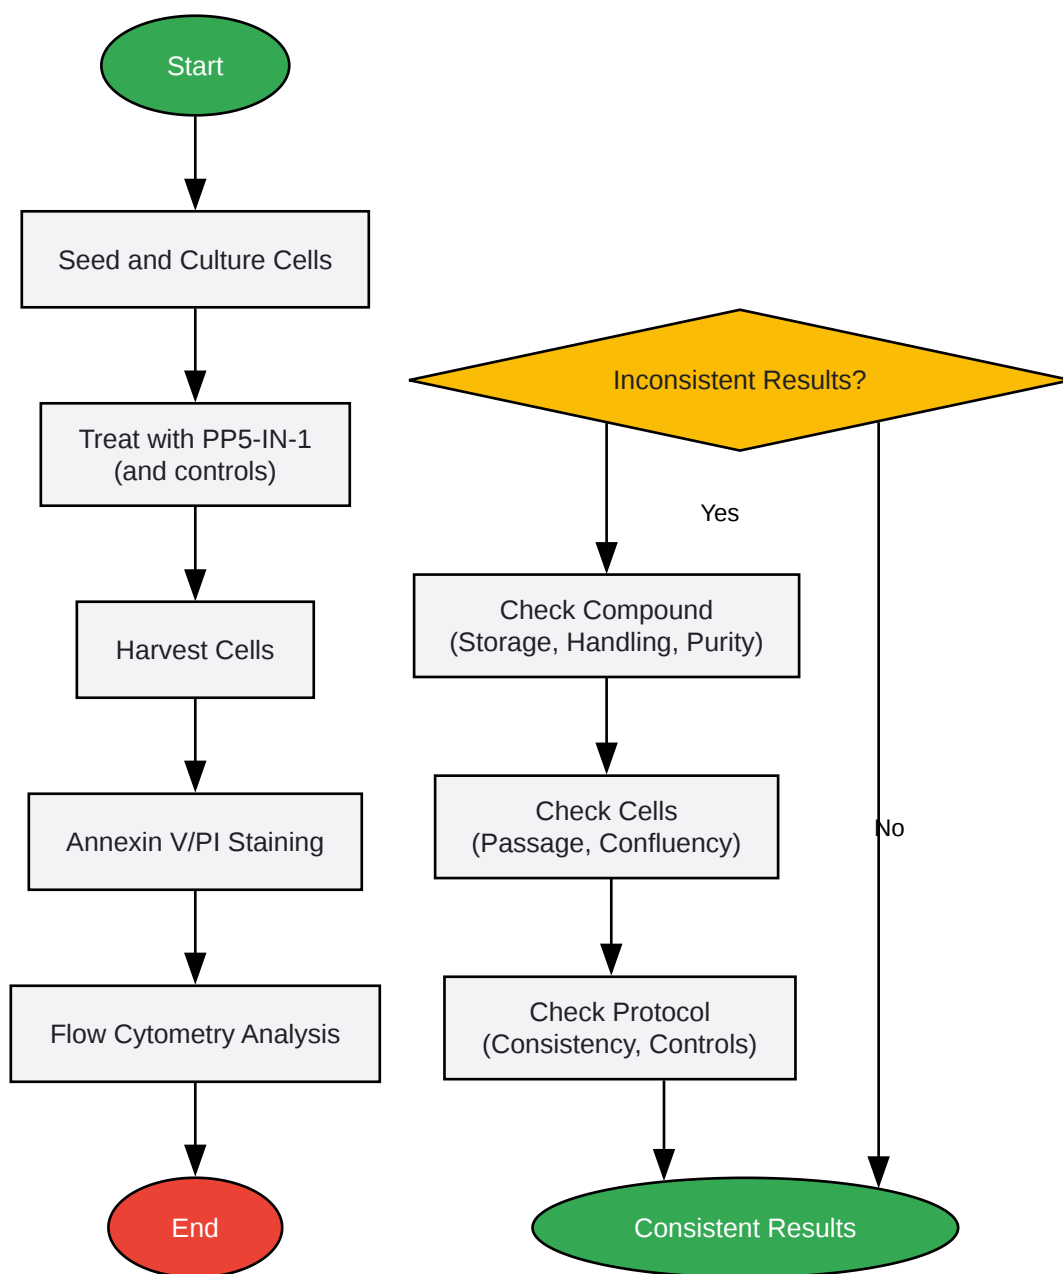 Start
Seed and Culture Cells
Treat with PP5-IN-1
(and controls)
Harvest Cells
Annexin V/PI Staining
Flow Cytometry Analysis
End
Inconsistent Results?
Yes
Check Compound
(Storage, Handling, Purity)
Check Cells
(Passage, Confluency)
No
Check Protocol
(Consistency, Controls)
Consistent Results